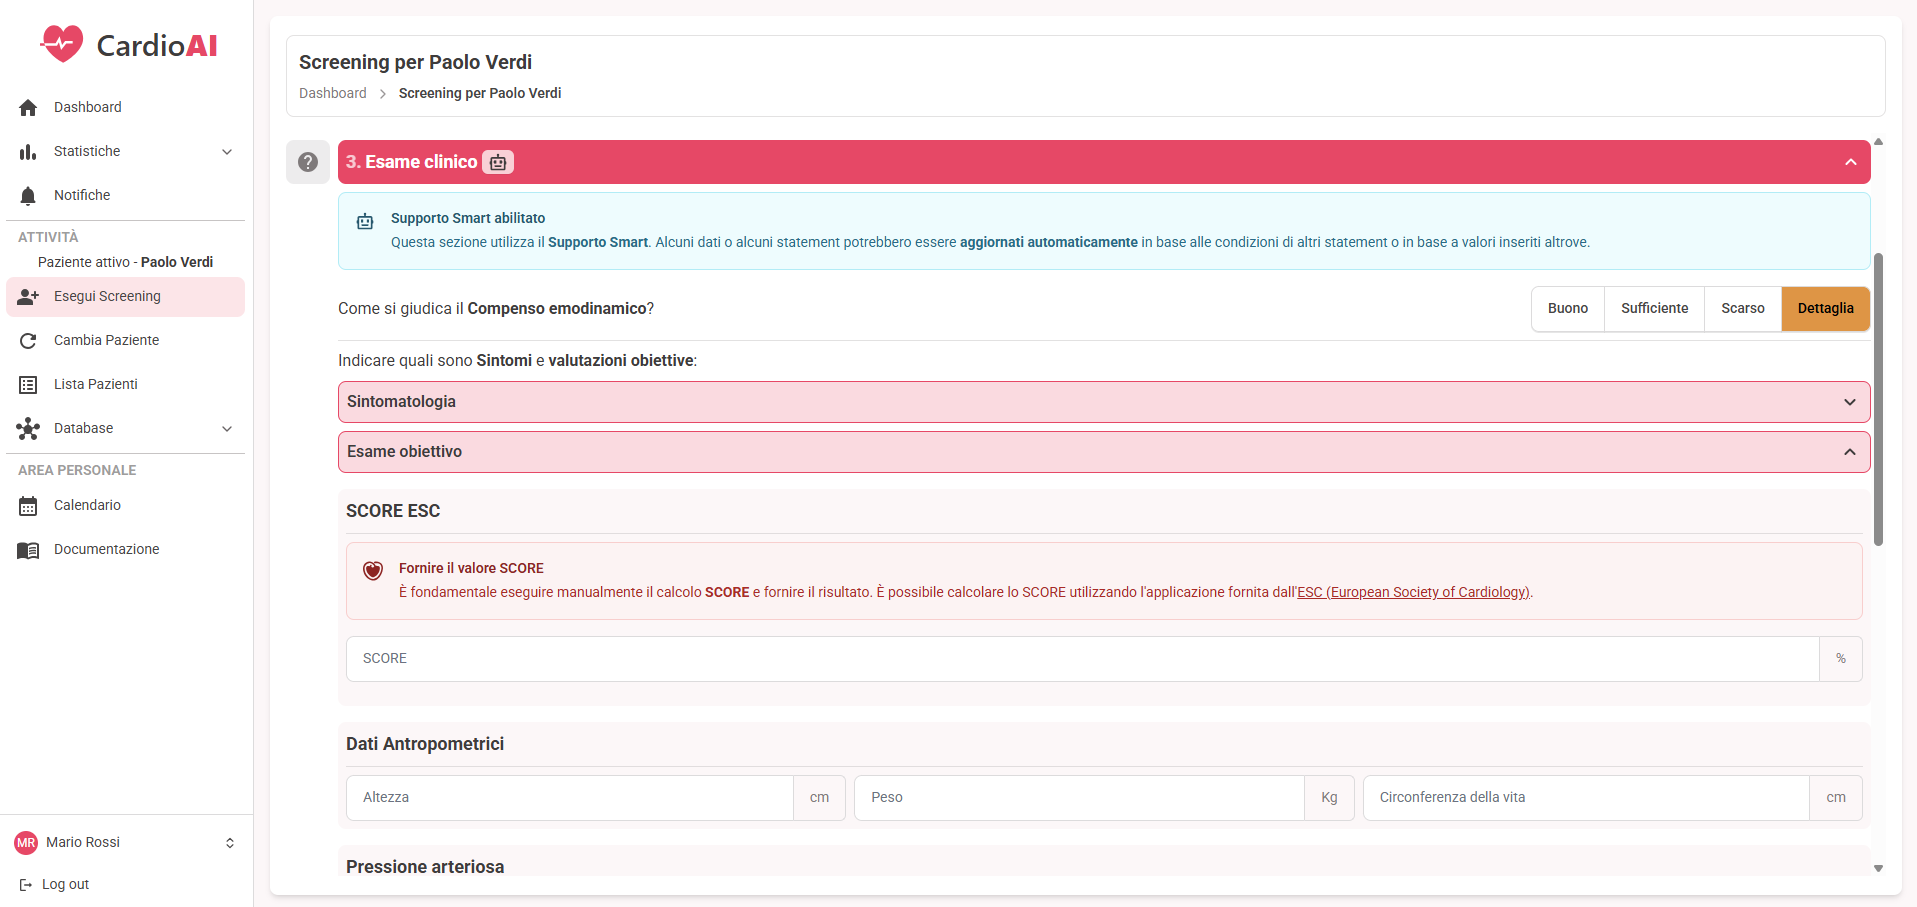 CardioAI
Dashboard
Statistiche
Notifiche
ATTIVITÀ
Paziente attivo - Paolo Verdi
Esegui Screening
Cambia Paziente
Lista Pazienti
Database
AREA PERSONALE
Calendario
Documentazione
MR Mario Rossi
Log out
Screening per Paolo Verdi
Dashboard Screening per Paolo Verdi
3. Esame clinico
Supporto Smart abilitato
Questa sezione utilizza il Supporto Smart. Alcuni dati o alcuni statement potrebbero essere aggiornati automaticamente in base alle condizioni di altri statement o in base a valori inseriti altrove.
Come si giudica il Compenso emodinamico? Buono Sufficiente Scarso Dettaglia
Indicare quali sono Sintomi e valutazioni obiettive:
Sintomatologia
Esame obiettivo
SCORE ESC
Fornire il valore SCORE
È fondamentale eseguire manualmente il calcolo SCORE e fornire il risultato. È possibile calcolare lo SCORE utilizzando l'applicazione fornita dall'ESC (European Society of Cardiology).
SCORE %
Dati Antropometrici
Altezza cm Peso Kg Circonferenza della vita cm
Pressione arteriosa